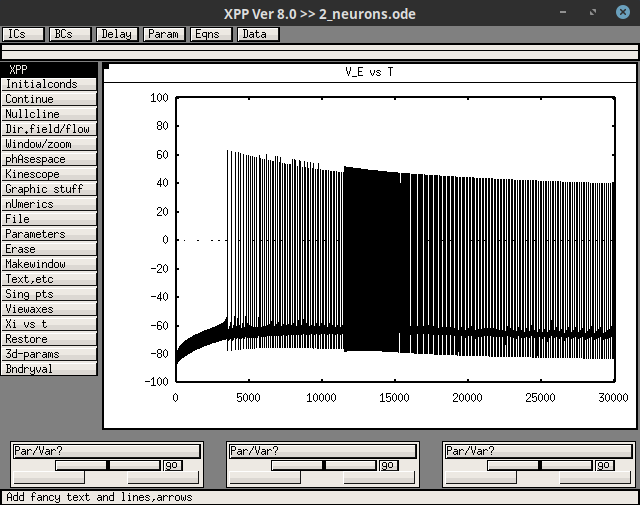 XPP Ver 8.0 >> 2_neurons.ode
ICs BCs Delay Param Eqns Data
XPP
Initialconds
Continue
Nullcline
Dir.field/flow
Window/zoom
phAsespace
Kinescope
Graphic stuff
nUmerics
File
Parameters
Erase
Makewindow
Text,etc
Sing pts
Viewaxes
Xi vs t
Restore
3d-params
Bndryval
V_E vs T
100
80
60
40
20
0
-20
-40
-60
-80
-100
0 5000 10000 15000 20000 25000 30000
Par/Var? Par/Var? Par/Var?
go go go
Add fancy text and lines,arrows